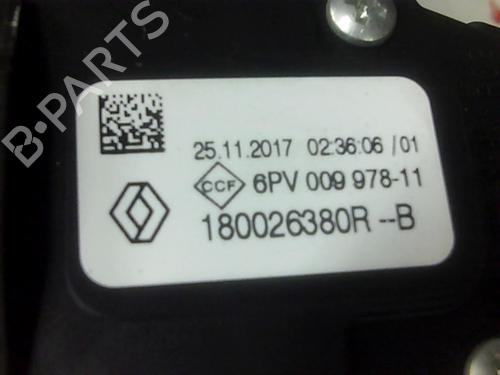 B-PARTS
25.11.2017 02:36:06 /01
CCF 6PV 009 978-11
180026380R --B